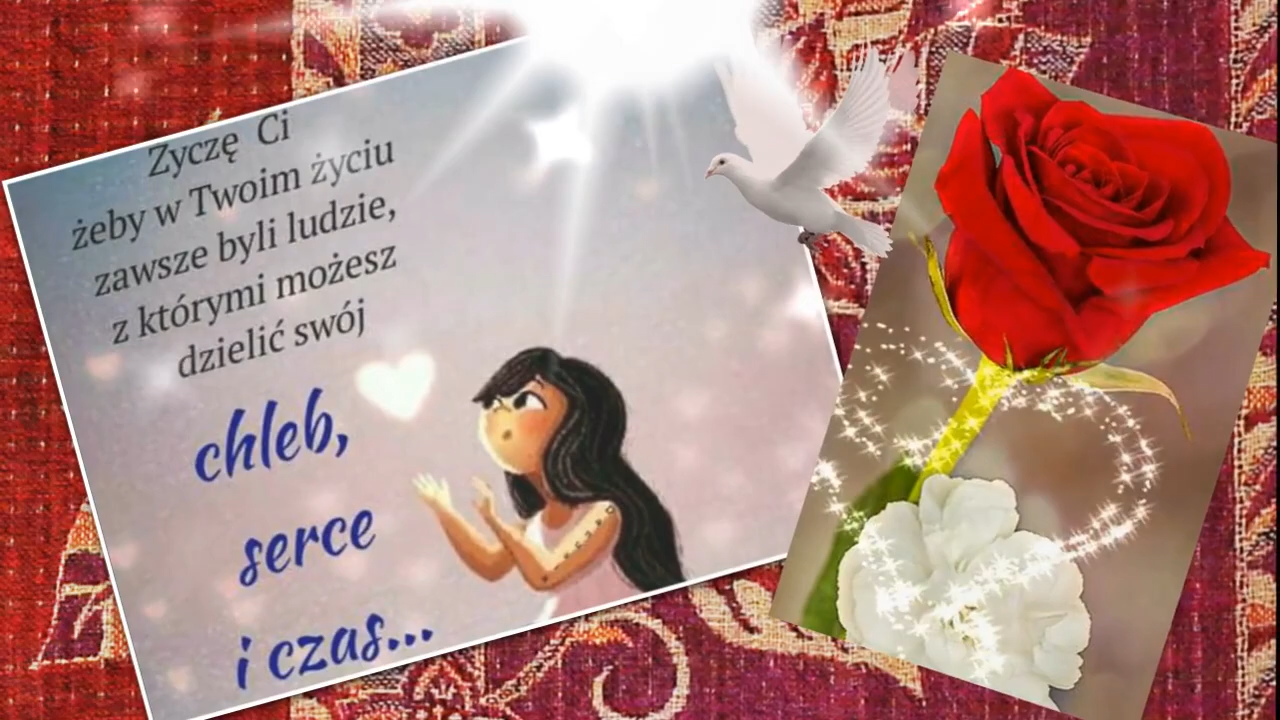 Życzę Ci
żeby w Twoim życiu
zawsze byli ludzie,
z którymi możesz
dzielić swój
chleb,
serce
i czas...